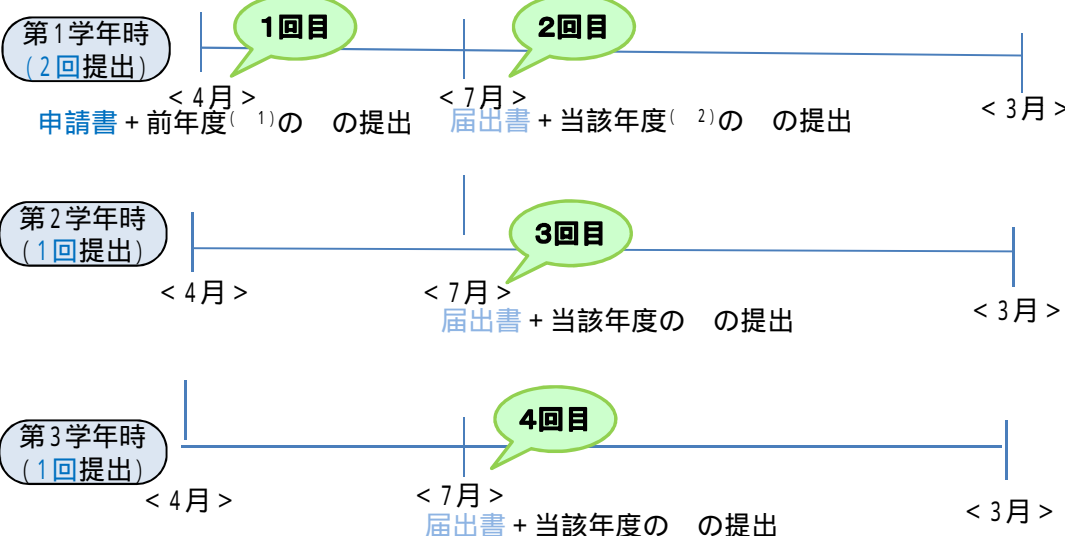 第1学年時
(2回提出)
1回目
2回目
<4月>
<7月>
<3月>
申請書+前年度( 1)の の提出
届出書+当該年度( 2)の の提出
第2学年時
(1回提出)
3回目
<4月>
<7月>
<3月>
届出書+当該年度の の提出
第3学年時
(1回提出)
4回目
<4月>
<7月>
<3月>
届出書+当該年度の の提出